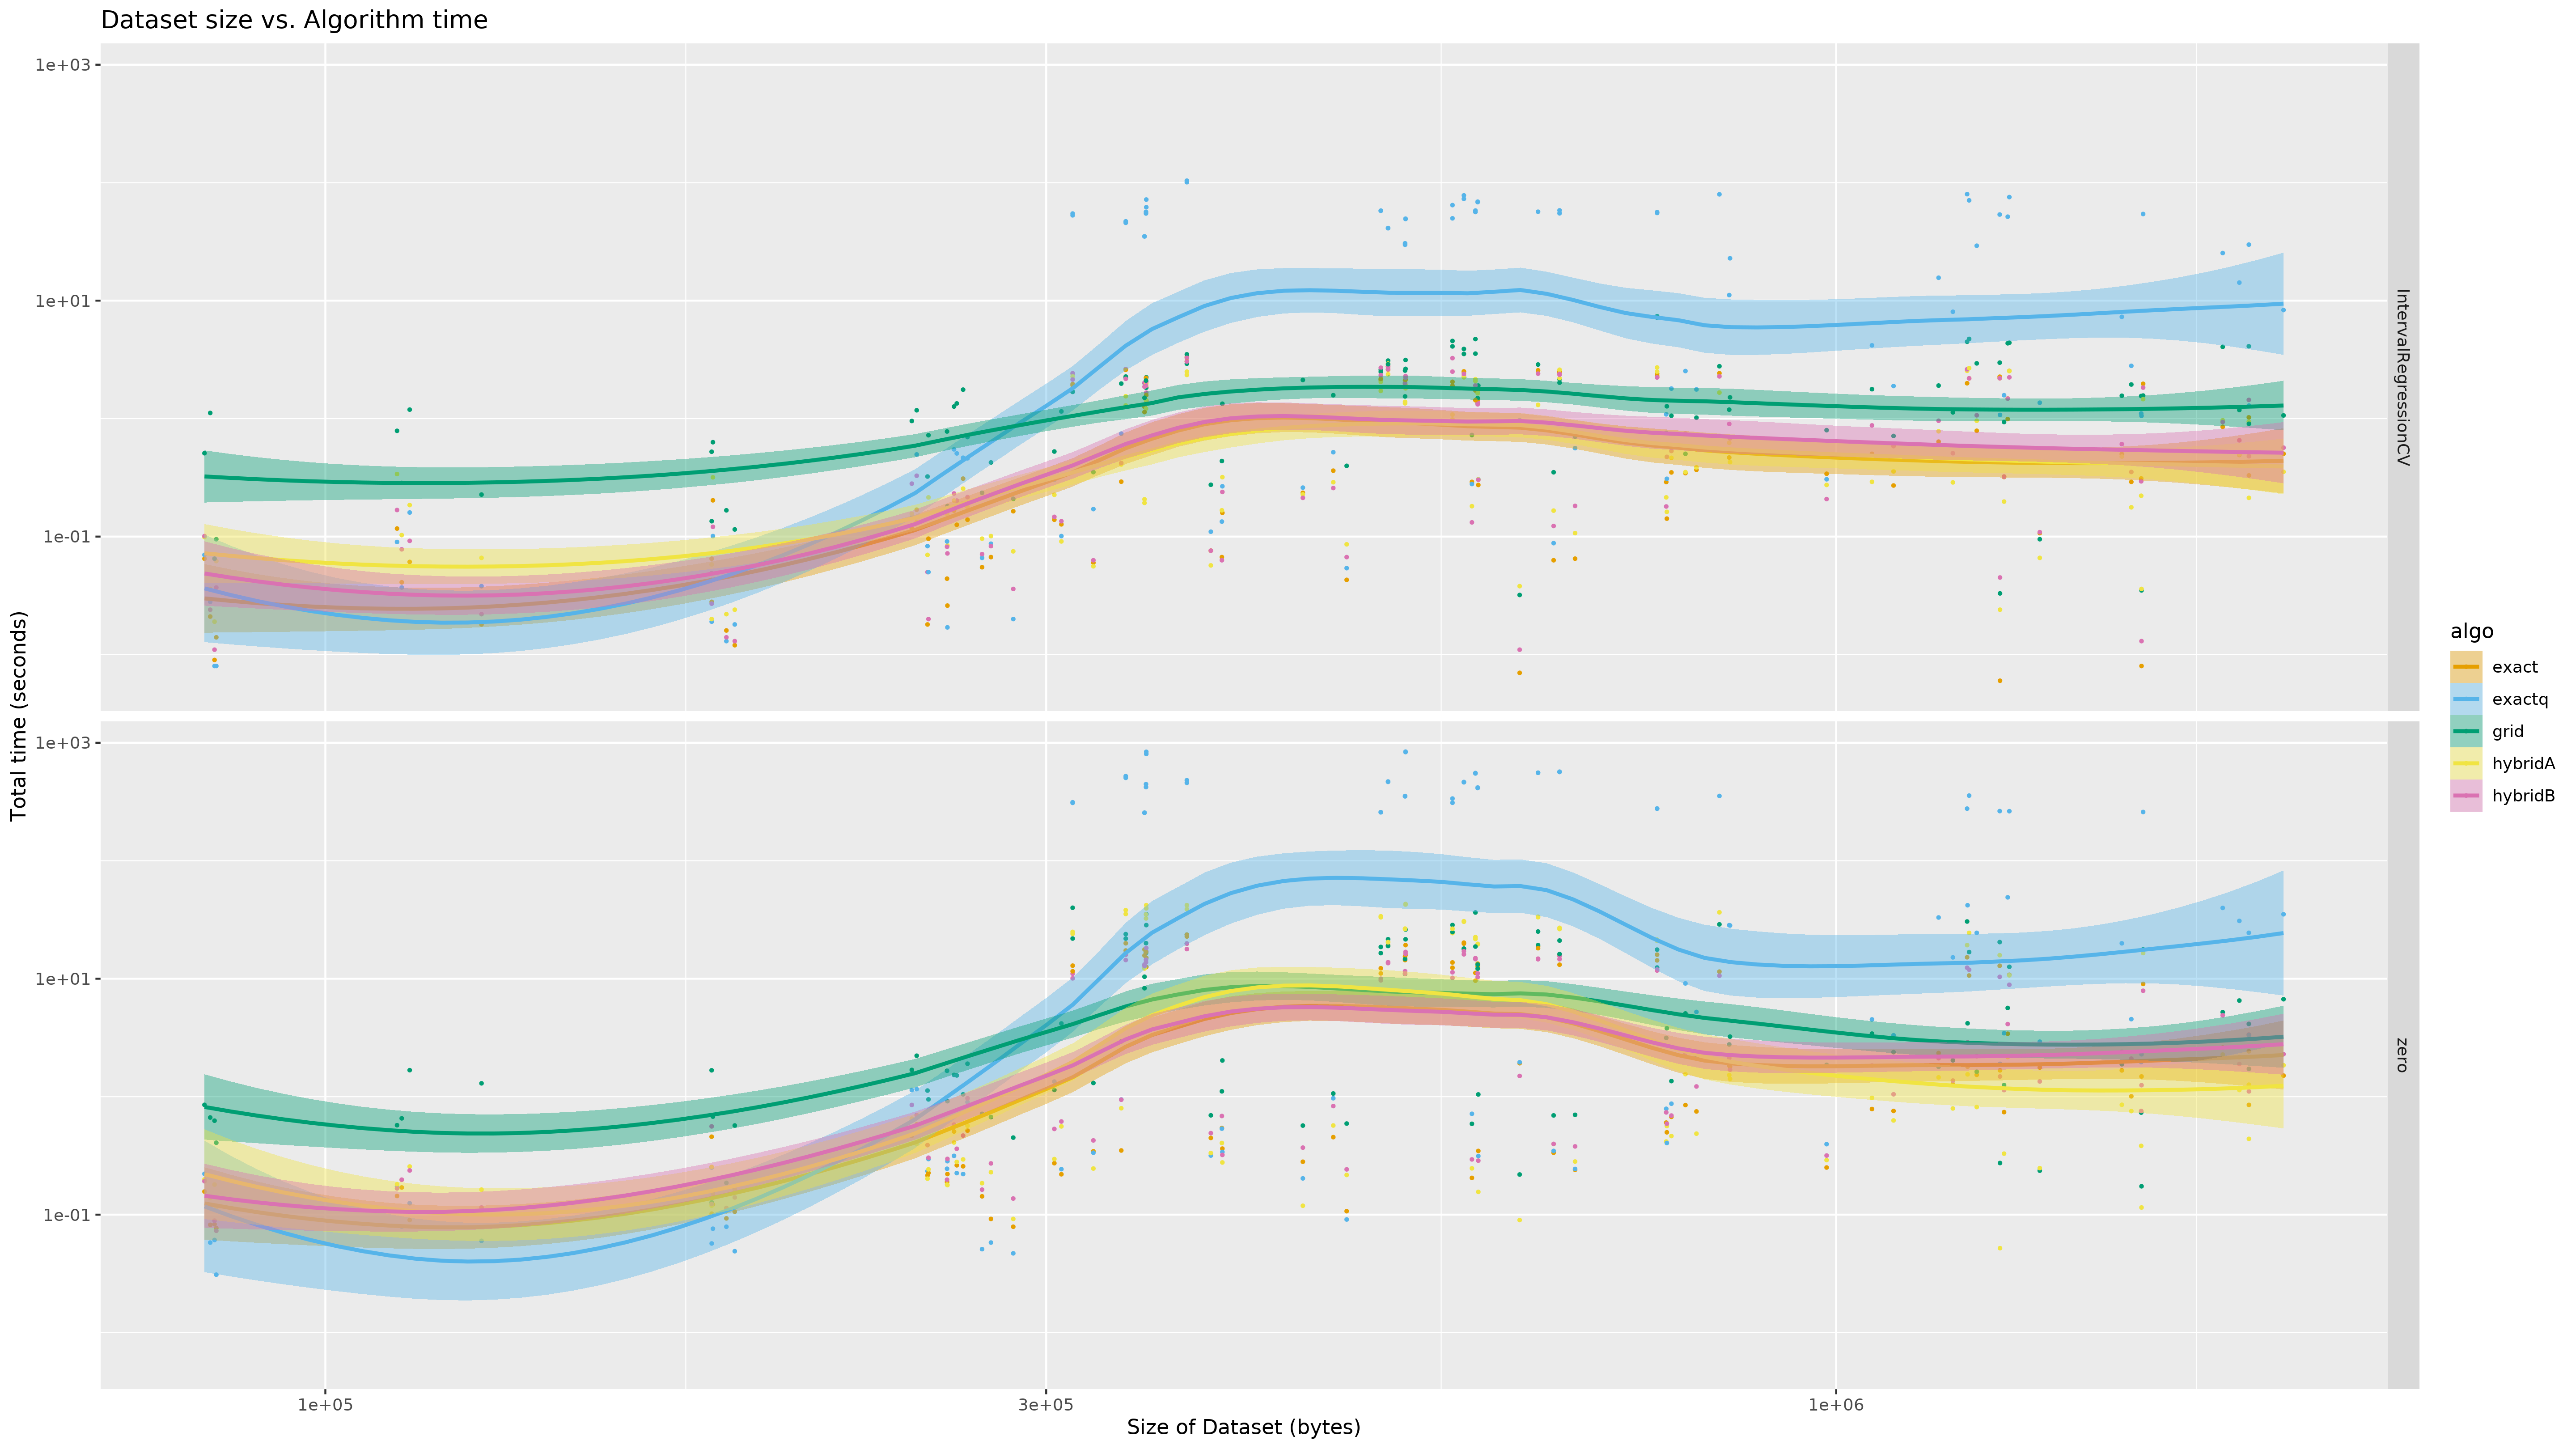 Dataset size vs. Algorithm time
1e+03
1e+01
1e-01
IntervalRegressionCV
1e+03
1e+01
1e-01
zero
Total time (seconds)
1e+05
3e+05
1e+06
Size of Dataset (bytes)
algo
exact
exactq
grid
hybridA
hybridB